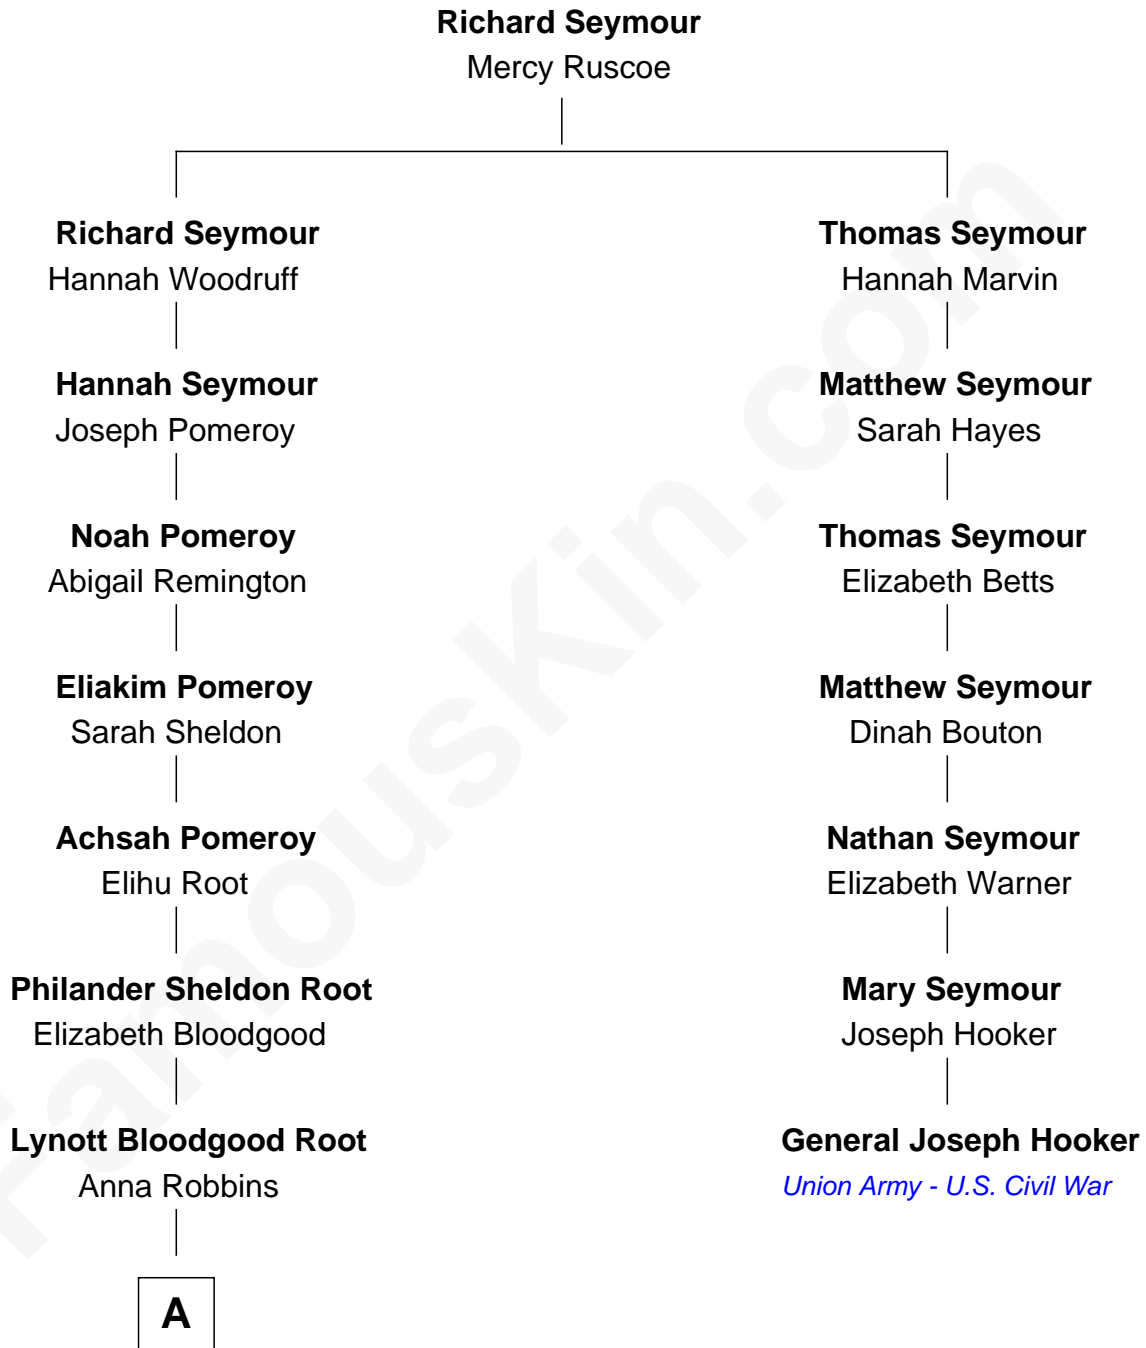 Richard Seymour
Mercy Ruscoe
Richard Seymour
Hannah Woodruff
Hannah Seymour
Joseph Pomeroy
Noah Pomeroy
Abigail Remington
Eliakim Pomeroy
Sarah Sheldon
Achsah Pomeroy
Elihu Root
Philander Sheldon Root
Elizabeth Bloodgood
Lynott Bloodgood Root
Anna Robbins
A
Thomas Seymour
Hannah Marvin
Matthew Seymour
Sarah Hayes
Thomas Seymour
Elizabeth Betts
Matthew Seymour
Dinah Bouton
Nathan Seymour
Elizabeth Warner
Mary Seymour
Joseph Hooker
General Joseph Hooker
Union Army - U.S. Civil War
FamousKin.com